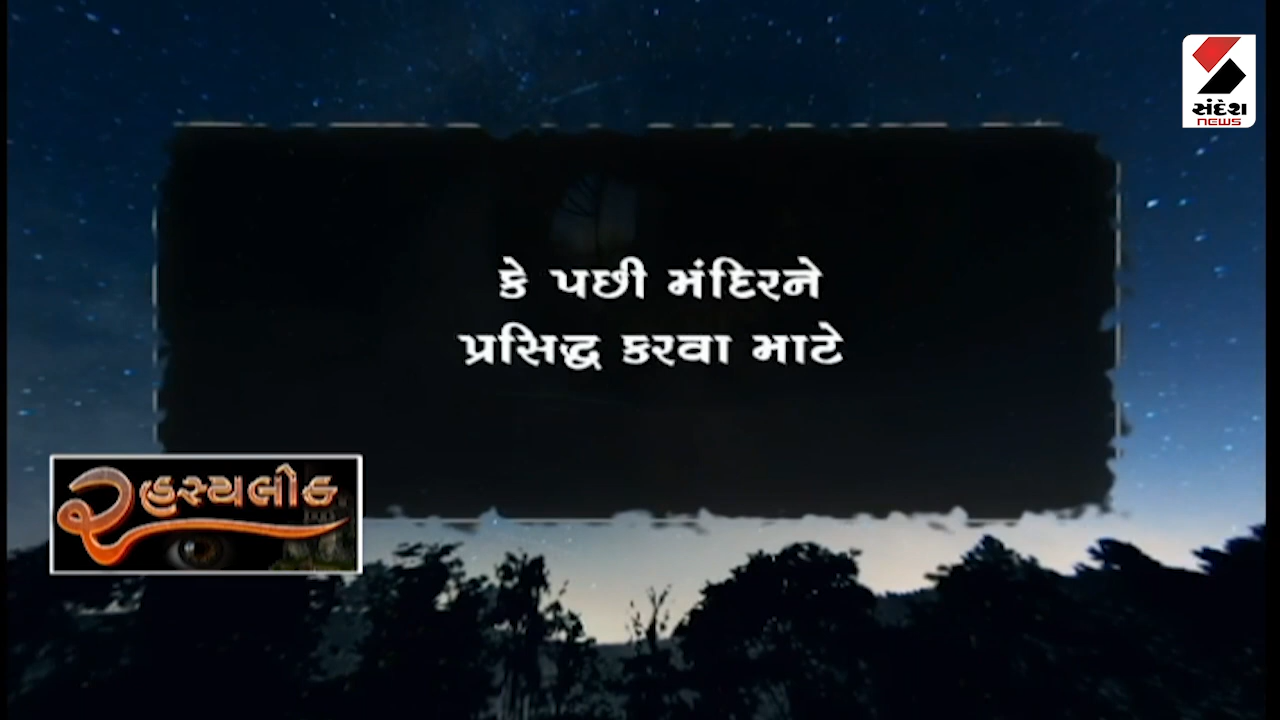 સંદેશ
NEWS
કે પછી મંદિરને
પ્રસિદ્ધ કરવા માટે
રહસ્યલોક